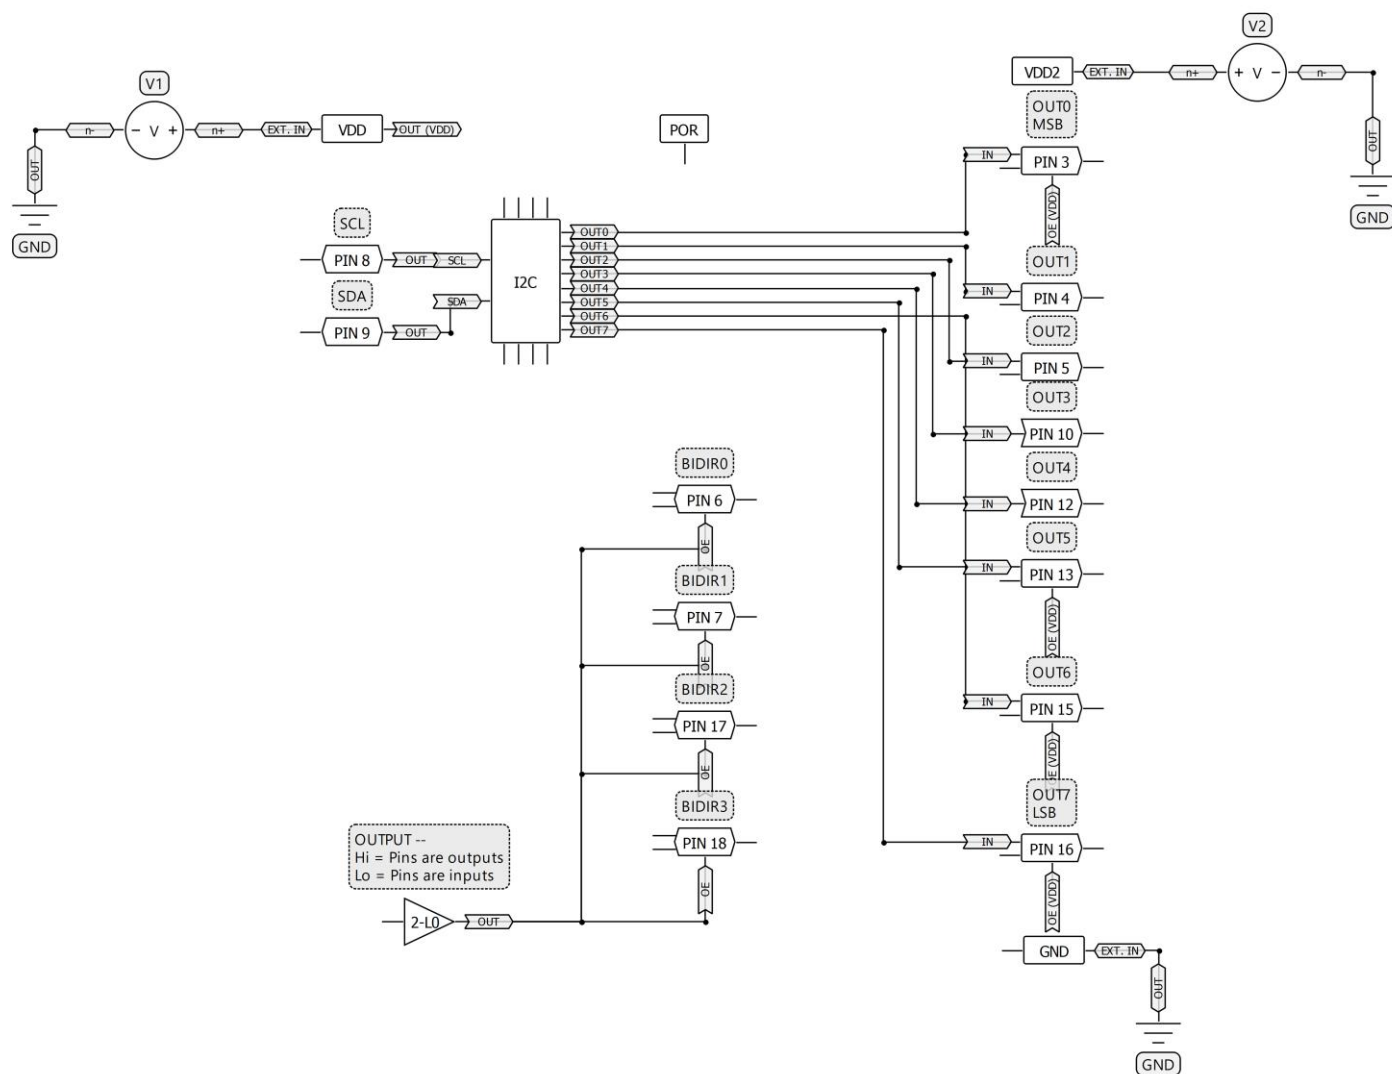 V2
VDD2
EXT. IN
n+
+ V −
n-
OUT
GND
V1
n-
− V +
n+
EXT. IN
VDD
OUT (VDD)
OUT
GND
POR
OUT0
MSB
IN
PIN 3
OE (VDD)
SCL
PIN 8
OUT
SCL
SDA
PIN 9
OUT
SDA
I2C
OUT0
OUT1
OUT2
OUT3
OUT4
OUT5
OUT6
OUT7
OUT1
IN
PIN 4
OUT2
IN
PIN 5
OUT3
IN
PIN 10
OUT4
IN
PIN 12
OUT5
IN
PIN 13
OE (VDD)
OUT6
IN
PIN 15
OE (VDD)
OUT7
LSB
IN
PIN 16
OE (VDD)
GND
EXT. IN
OUT
GND
BIDIR0
PIN 6
OE
BIDIR1
PIN 7
OE
BIDIR2
PIN 17
OE
BIDIR3
PIN 18
OE
OUTPUT --
Hi = Pins are outputs
Lo = Pins are inputs
2-L0
OUT